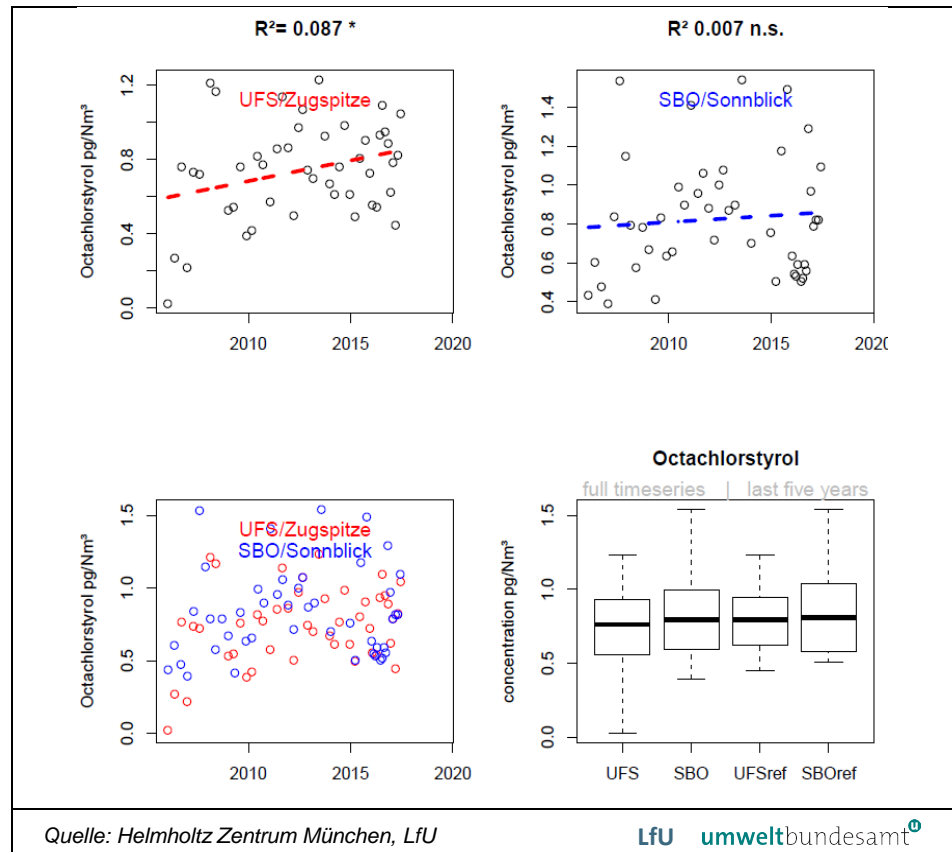 R²= 0.087 *
Octachlorstyrol pg/Nm³
UFS/Zugspitze
0.0 0.4 0.8 1.2
2010 2015 2020
R² 0.007 n.s.
Octachlorstyrol pg/Nm³
SBO/Sonnblick
0.4 0.6 0.8 1.0 1.2 1.4
2010 2015 2020
Octachlorstyrol pg/Nm³
UFS/Zugspitze
SBO/Sonnblick
0.0 0.5 1.0 1.5
2010 2015 2020
Octachlorstyrol
full timeseries | last five years
concentration pg/Nm³
0.0 0.5 1.0 1.5
UFS SBO UFSref SBOref
Quelle: Helmholtz Zentrum München, LfU
LfU umweltbundesamt u